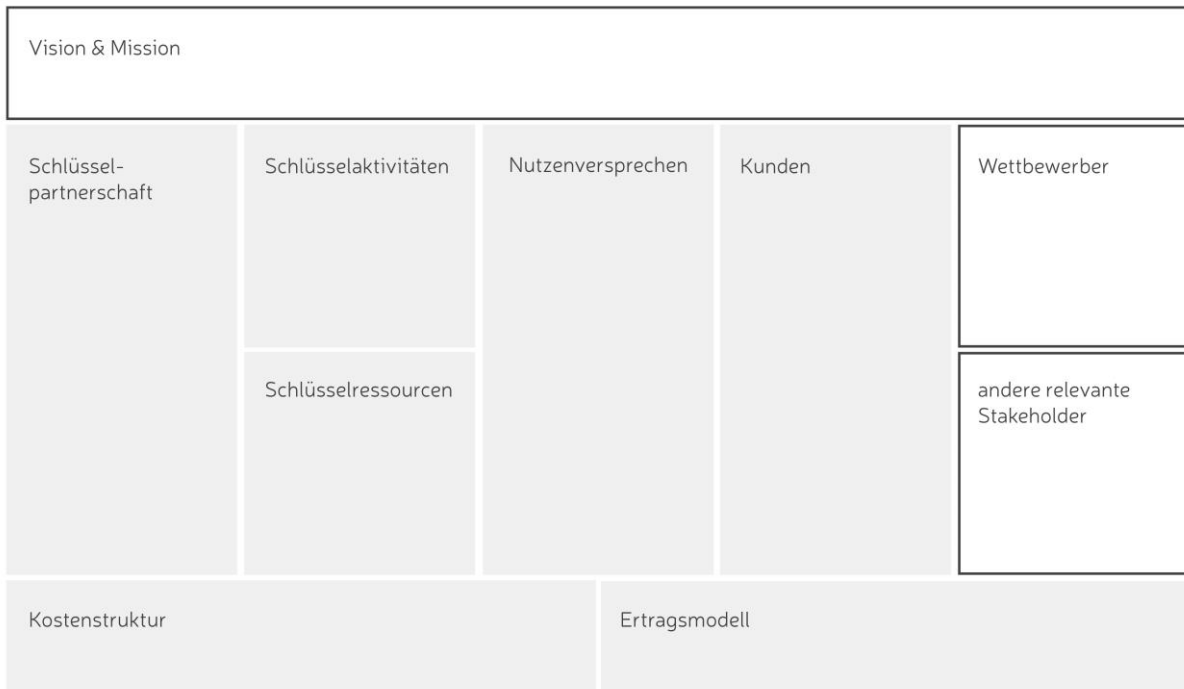 Vision & Mission
Schlüssel-
partnerschaft
Schlüsselaktivitäten
Nutzenversprechen
Kunden
Wettbewerber
Schlüsselressourcen
andere relevante
Stakeholder
Kostenstruktur
Ertragsmodell